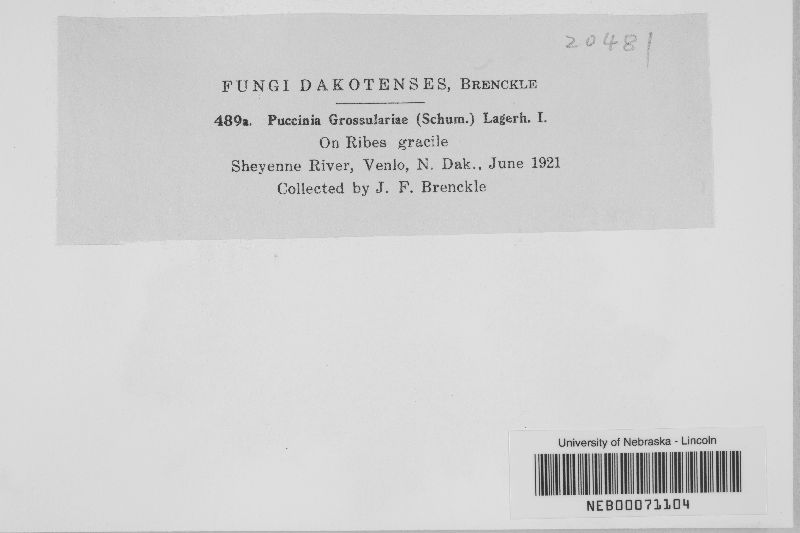 20481
FUNGI DAKOTENSES, BRENCKLE
489a. Puccinia Grossulariae (Schum.) Lagerh. I.
On Ribes gracile
Sheyenne River, Venlo, N. Dak., June 1921
Collected by J. F. Brenckle
University of Nebraska - Lincoln
NEB00071104